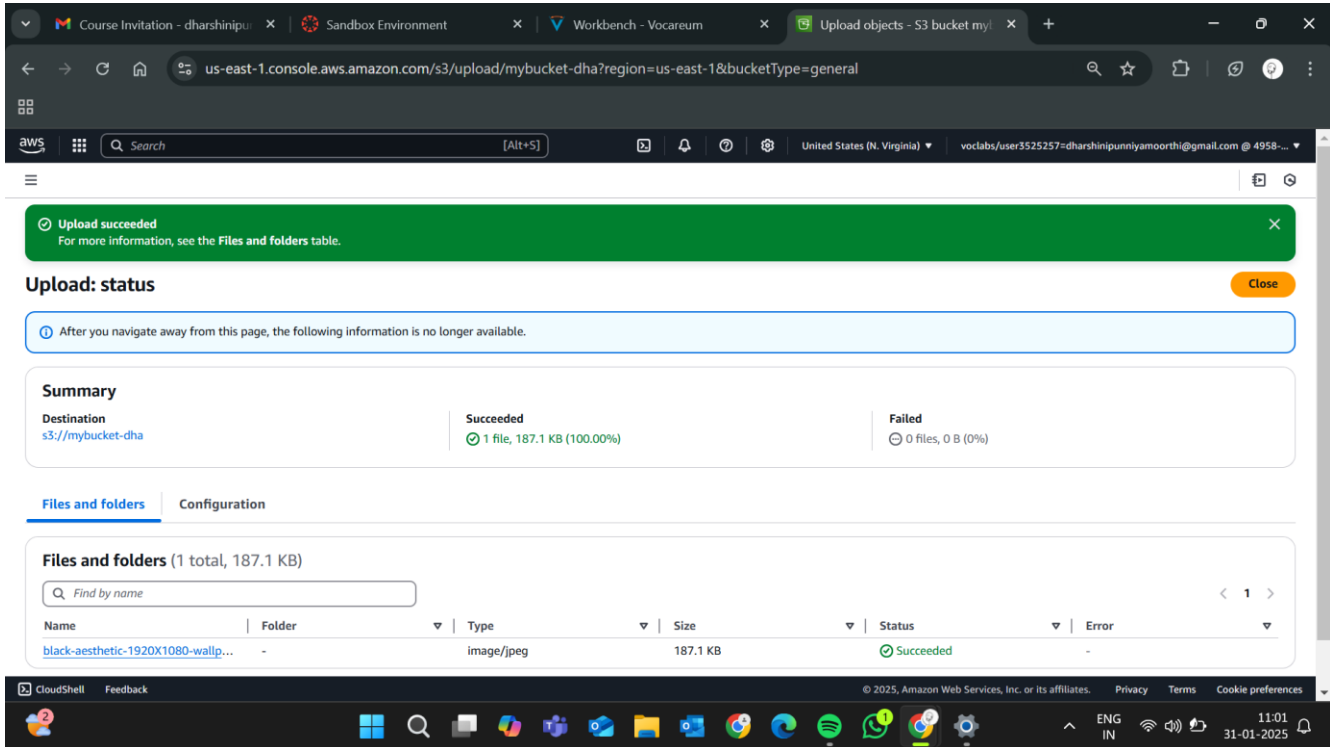 Course Invitation - dharshinipur
Sandbox Environment
Workbench - Vocareum
Upload objects - S3 bucket myb
us-east-1.console.aws.amazon.com/s3/upload/mybucket-dha?region=us-east-1&bucketType=general
aws
Search
[Alt+S]
United States (N. Virginia)
voclabs/user3525257=dharshinipunniyamoorthi@gmail.com @ 4958-...
Upload succeeded
For more information, see the Files and folders table.
Upload: status
Close
After you navigate away from this page, the following information is no longer available.
Summary
Destination
s3://mybucket-dha
Succeeded
1 file, 187.1 KB (100.00%)
Failed
0 files, 0 B (0%)
Files and folders
Configuration
Files and folders (1 total, 187.1 KB)
Find by name
1
Name Folder Type Size Status Error
black-aesthetic-1920X1080-wallp... - image/jpeg 187.1 KB Succeeded -
CloudShell Feedback © 2025, Amazon Web Services, Inc. or its affiliates. Privacy Terms Cookie preferences
2
ENG
IN
11:01
31-01-2025